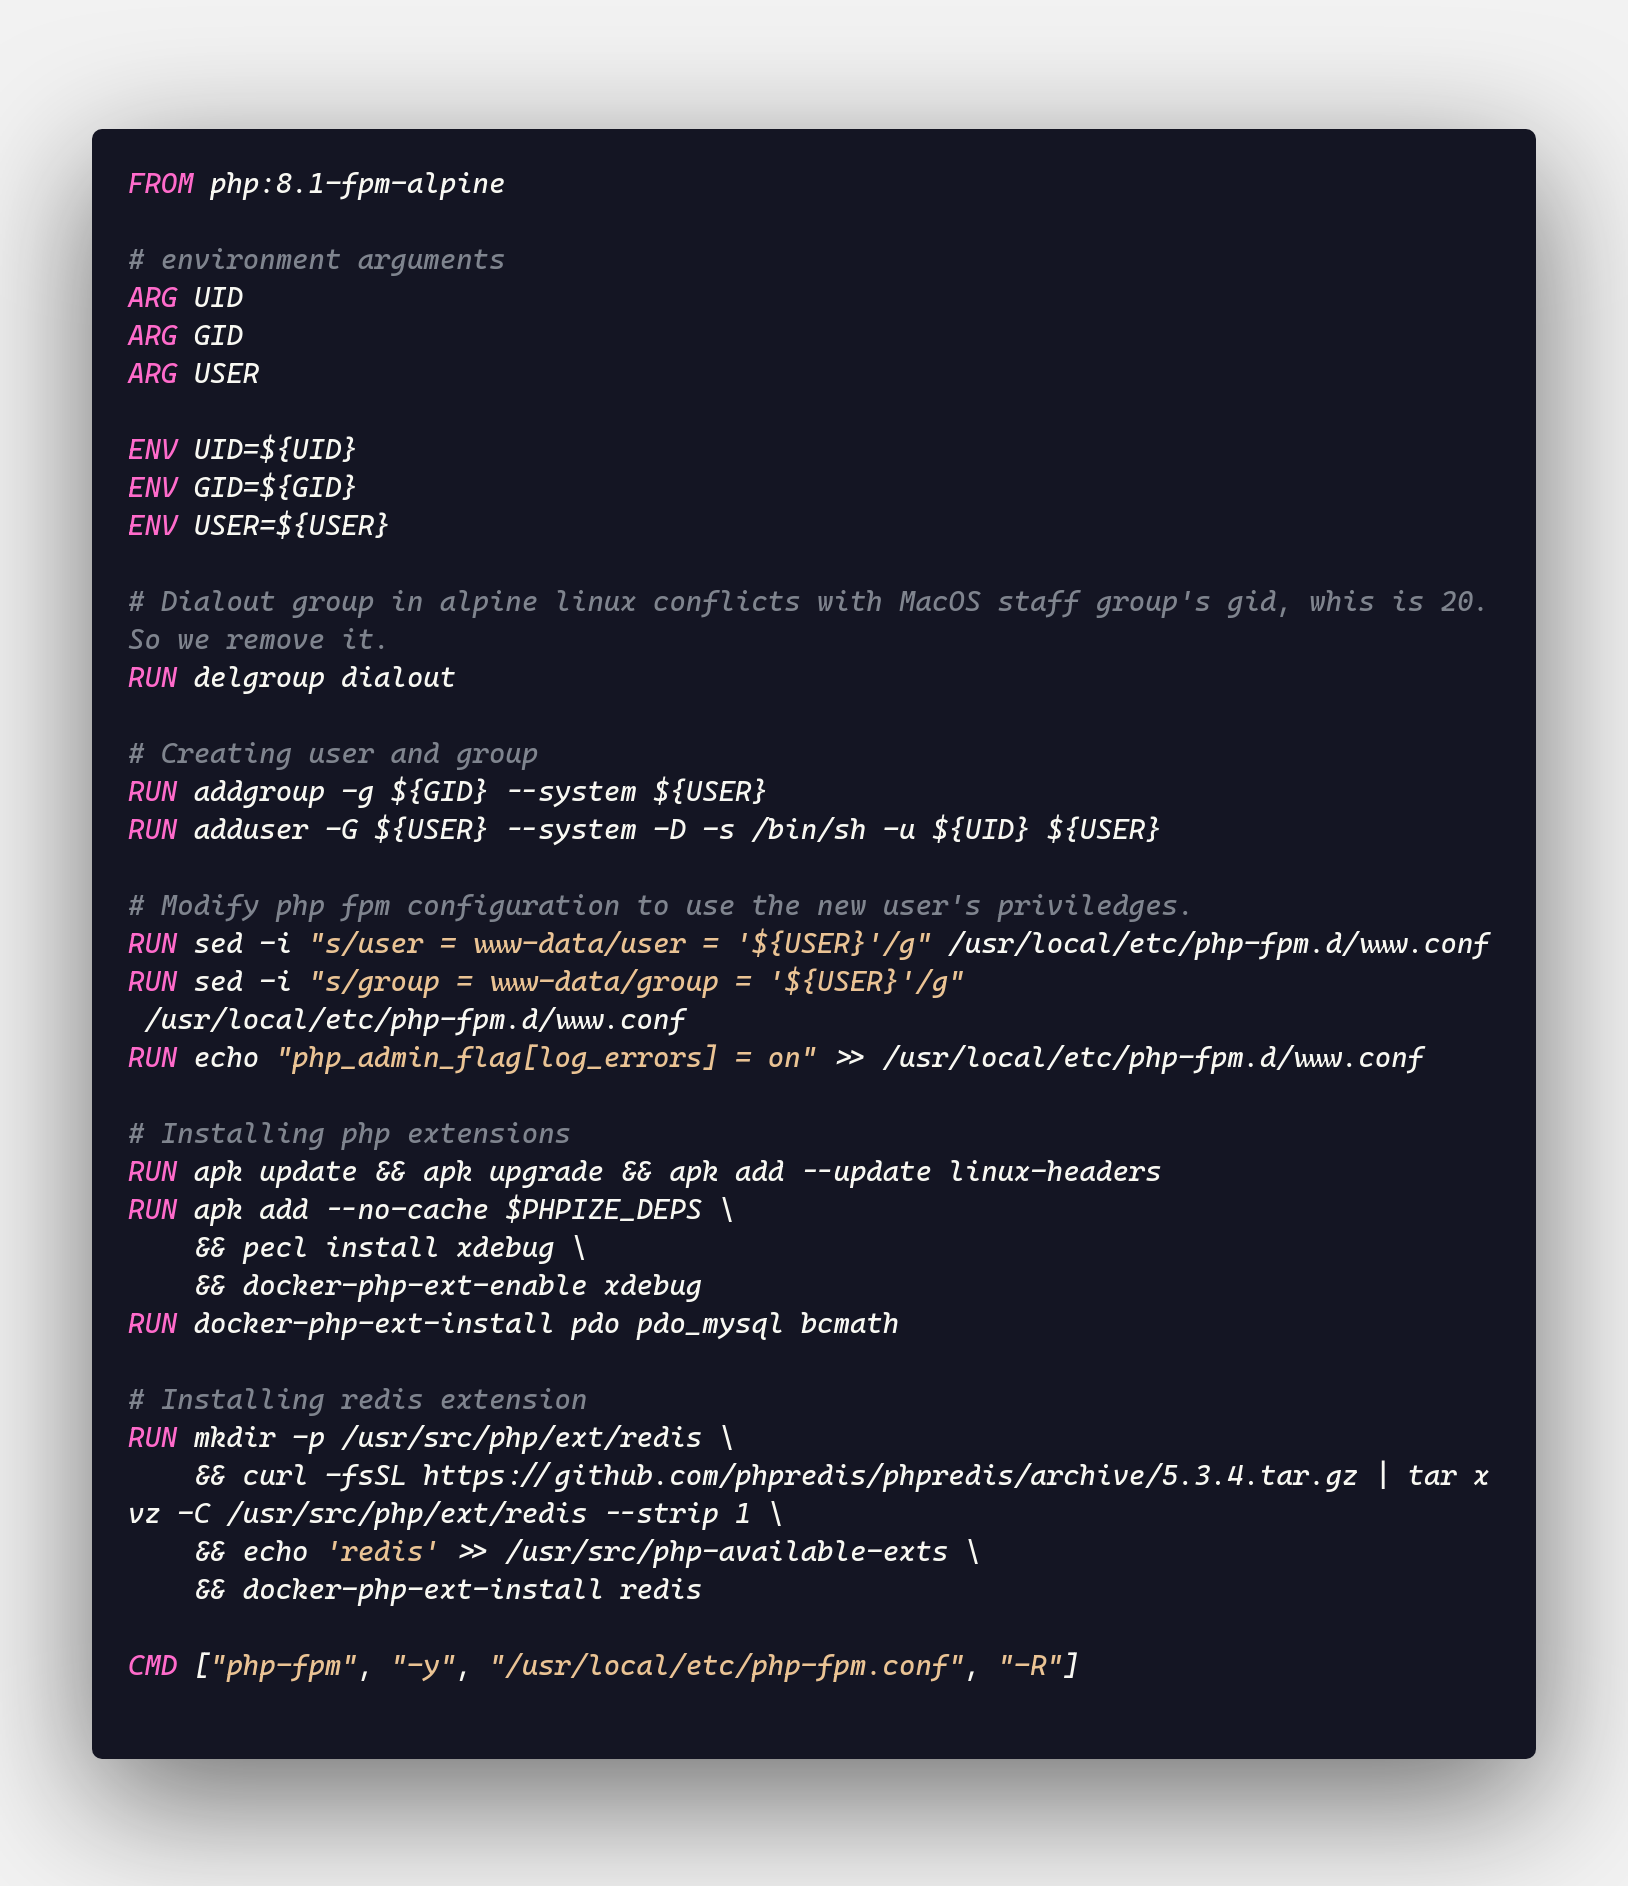 FROM php:8.1-fpm-alpine

# environment arguments
ARG UID
ARG GID
ARG USER

ENV UID=${UID}
ENV GID=${GID}
ENV USER=${USER}

# Dialout group in alpine linux conflicts with MacOS staff group's gid, whis is 20.
So we remove it.
RUN delgroup dialout

# Creating user and group
RUN addgroup -g ${GID} --system ${USER}
RUN adduser -G ${USER} --system -D -s /bin/sh -u ${UID} ${USER}

# Modify php fpm configuration to use the new user's priviledges.
RUN sed -i "s/user = www-data/user = '${USER}'/g" /usr/local/etc/php-fpm.d/www.conf
RUN sed -i "s/group = www-data/group = '${USER}'/g"
 /usr/local/etc/php-fpm.d/www.conf
RUN echo "php_admin_flag[log_errors] = on" >> /usr/local/etc/php-fpm.d/www.conf

# Installing php extensions
RUN apk update && apk upgrade && apk add --update linux-headers
RUN apk add --no-cache $PHPIZE_DEPS \
    && pecl install xdebug \
    && docker-php-ext-enable xdebug
RUN docker-php-ext-install pdo pdo_mysql bcmath

# Installing redis extension
RUN mkdir -p /usr/src/php/ext/redis \
    && curl -fsSL https://github.com/phpredis/phpredis/archive/5.3.4.tar.gz | tar x
vz -C /usr/src/php/ext/redis --strip 1 \
    && echo 'redis' >> /usr/src/php-available-exts \
    && docker-php-ext-install redis

CMD ["php-fpm", "-y", "/usr/local/etc/php-fpm.conf", "-R"]